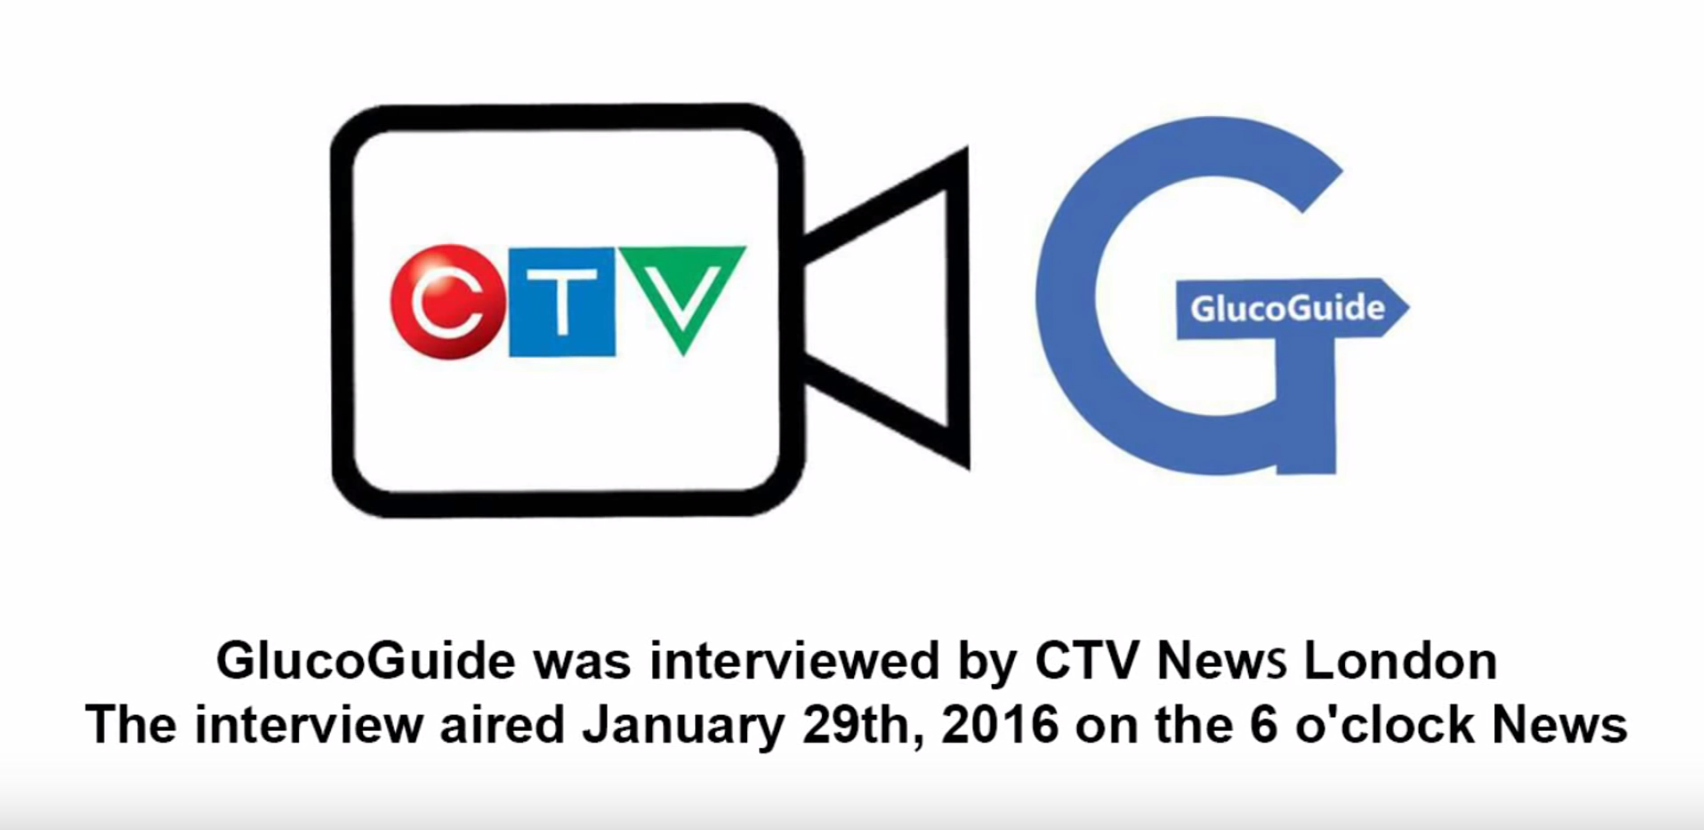 CTV
GlucoGuide
GlucoGuide was interviewed by CTV News London
The interview aired January 29th, 2016 on the 6 o'clock News